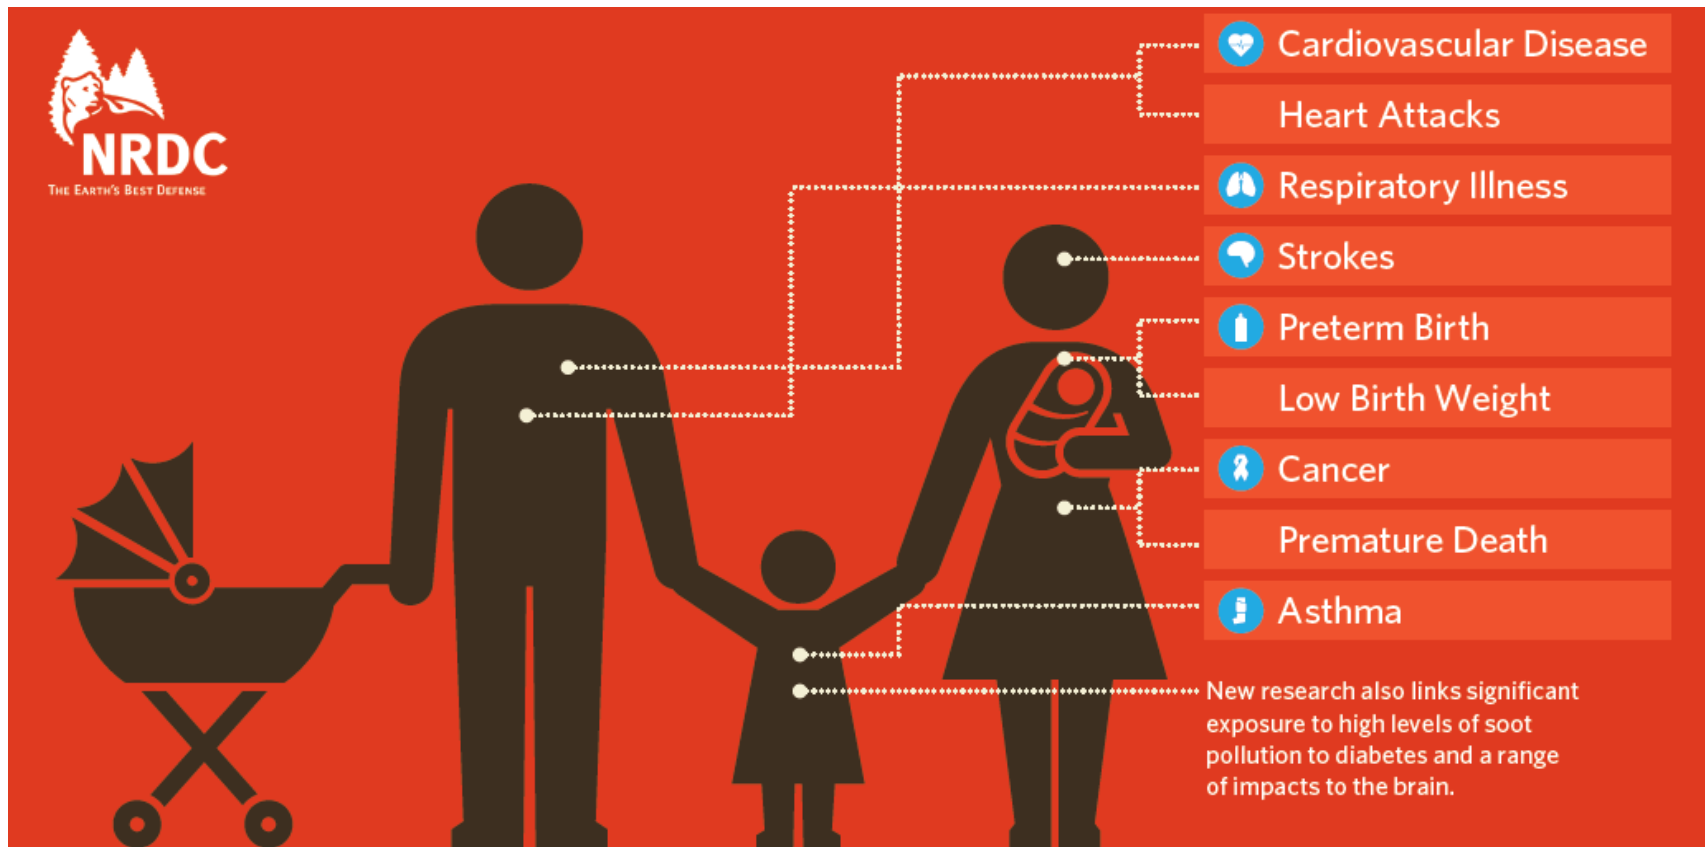 NRDC
THE EARTH'S BEST DEFENSE
Cardiovascular Disease
Heart Attacks
Respiratory Illness
Strokes
Preterm Birth
Low Birth Weight
Cancer
Premature Death
Asthma
New research also links significant
exposure to high levels of soot
pollution to diabetes and a range
of impacts to the brain.